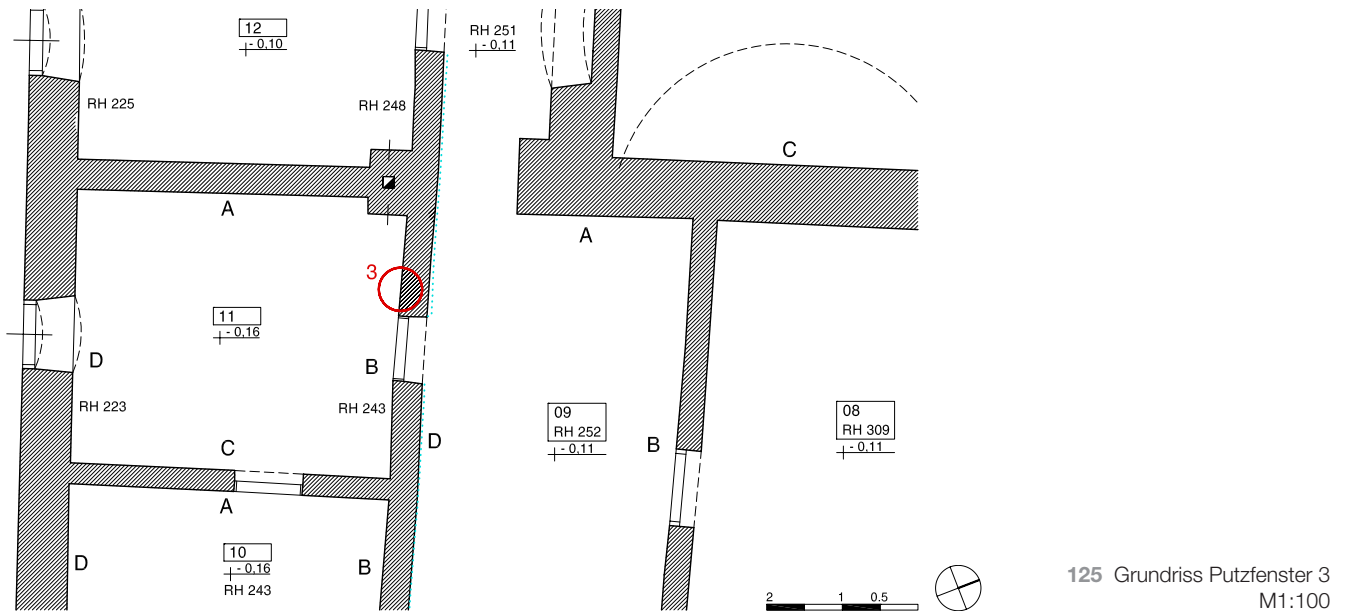 12
- 0,10
RH 251
- 0,11
RH 225
RH 248
C
A
A
3
11
- 0,16
D
B
RH 223
RH 243
09
RH 252
- 0,11
08
RH 309
- 0,11
C
D
B
A
10
- 0,16
RH 243
D
B
2 1 0.5
125 Grundriss Putzfenster 3
M1:100